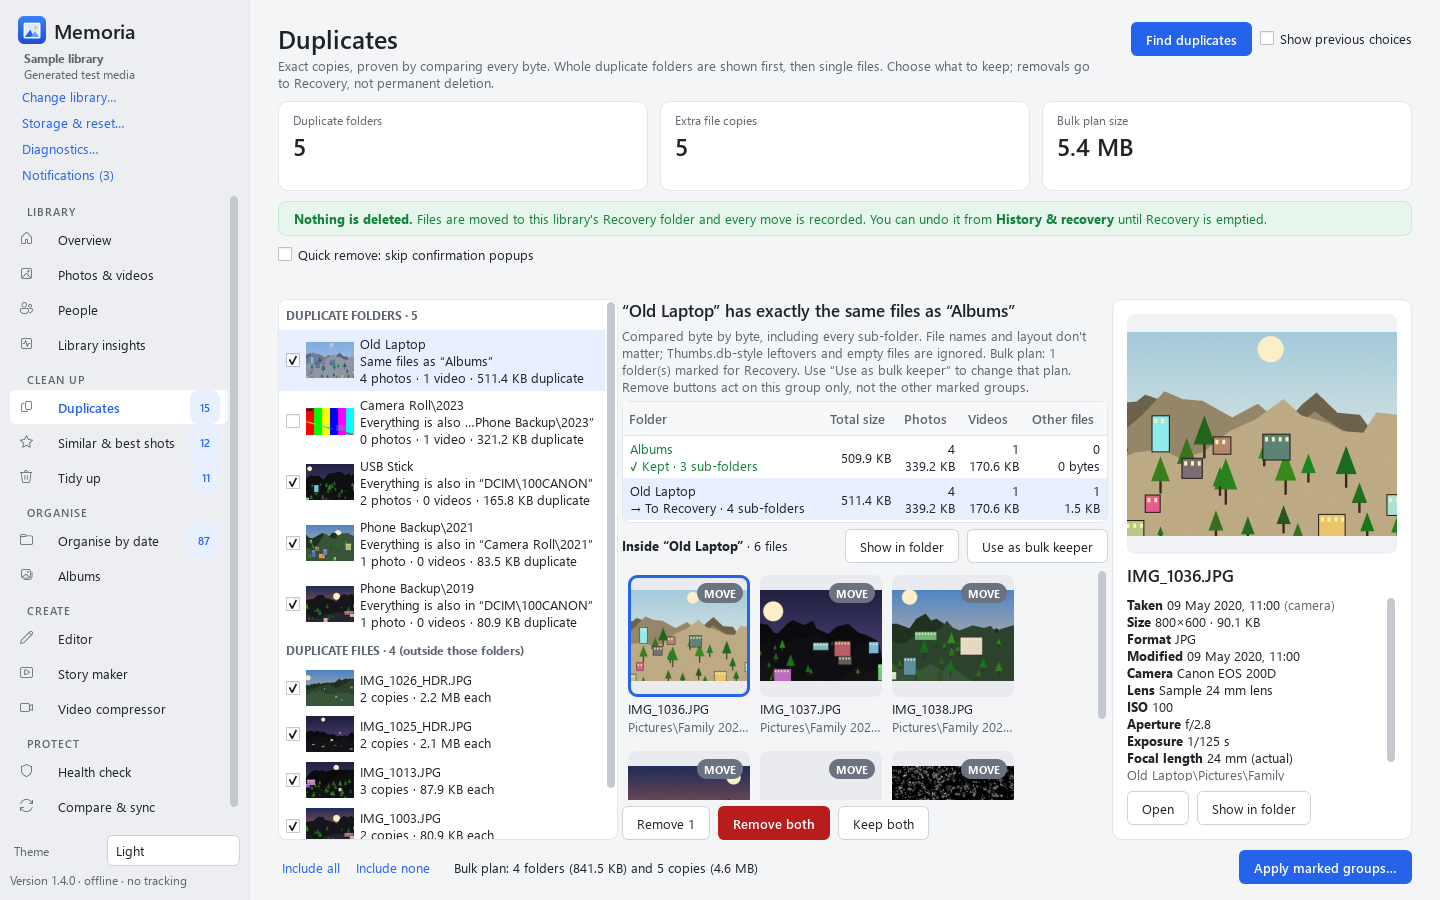 Memoria
Sample library
Generated test media
Change library...
Storage & reset...
Diagnostics...
Notifications (3)
LIBRARY
Overview
Photos & videos
People
Library insights
CLEAN UP
Duplicates 15
Similar & best shots 12
Tidy up 11
ORGANISE
Organise by date 87
Albums
CREATE
Editor
Story maker
Video compressor
PROTECT
Health check
Compare & sync
Theme Light
Version 1.4.0 · offline · no tracking
Duplicates
Find duplicates
Show previous choices
Exact copies, proven by comparing every byte. Whole duplicate folders are shown first, then single files. Choose what to keep; removals go
to Recovery, not permanent deletion.
Duplicate folders
5
Extra file copies
5
Bulk plan size
5.4 MB
Nothing is deleted. Files are moved to this library's Recovery folder and every move is recorded. You can undo it from History & recovery until Recovery is emptied.
Quick remove: skip confirmation popups
DUPLICATE FOLDERS · 5
Old Laptop
Same files as “Albums”
4 photos · 1 video · 511.4 KB duplicate
Camera Roll\2023
Everything is also ...Phone Backup\2023”
0 photos · 1 video · 321.2 KB duplicate
USB Stick
Everything is also in “DCIM\100CANON”
2 photos · 0 videos · 165.8 KB duplicate
Phone Backup\2021
Everything is also in “Camera Roll\2021”
1 photo · 0 videos · 83.5 KB duplicate
Phone Backup\2019
Everything is also in “DCIM\100CANON”
1 photo · 0 videos · 80.9 KB duplicate
DUPLICATE FILES · 4 (outside those folders)
IMG_1026_HDR.JPG
2 copies · 2.2 MB each
IMG_1025_HDR.JPG
2 copies · 2.1 MB each
IMG_1013.JPG
3 copies · 87.9 KB each
IMG_1003.JPG
2 copies · 80.9 KB each
“Old Laptop” has exactly the same files as “Albums”
Compared byte by byte, including every sub-folder. File names and layout don't
matter; Thumbs.db-style leftovers and empty files are ignored. Bulk plan: 1
folder(s) marked for Recovery. Use “Use as bulk keeper” to change that plan.
Remove buttons act on this group only, not the other marked groups.
Folder Total size Photos Videos Other files
Albums 4 1 0
✓ Kept · 3 sub-folders 509.9 KB 339.2 KB 170.6 KB 0 bytes
Old Laptop 4 1 1
→ To Recovery · 4 sub-folders 511.4 KB 339.2 KB 170.6 KB 1.5 KB
Inside “Old Laptop” · 6 files
Show in folder
Use as bulk keeper
MOVE MOVE MOVE
IMG_1036.JPG IMG_1037.JPG IMG_1038.JPG
Pictures\Family 202... Pictures\Family 202... Pictures\Family 202...
MOVE MOVE MOVE
Remove 1
Remove both
Keep both
IMG_1036.JPG
Taken 09 May 2020, 11:00 (camera)
Size 800×600 · 90.1 KB
Format JPG
Modified 09 May 2020, 11:00
Camera Canon EOS 200D
Lens Sample 24 mm lens
ISO 100
Aperture f/2.8
Exposure 1/125 s
Focal length 24 mm (actual)
Old Laptop\Pictures\Family
Open
Show in folder
Include all
Include none
Bulk plan: 4 folders (841.5 KB) and 5 copies (4.6 MB)
Apply marked groups...